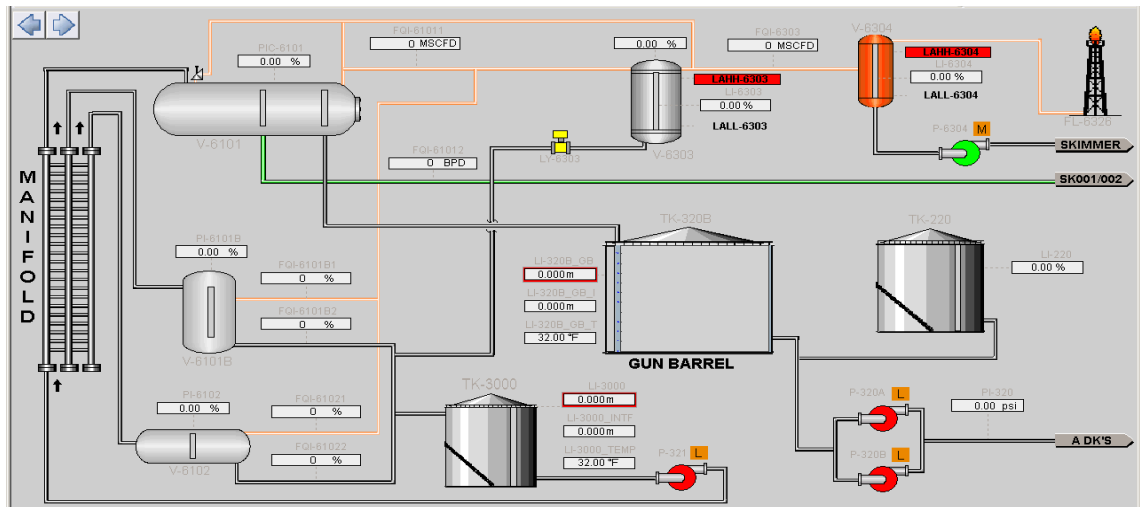 FQI-61011
0 MSCFD
PIC-6101
0.00 %
V-6101
FQI-61012
0 BPD
0.00 %
LAHH-6303
LI-6303
0.00 %
LALL-6303
V-6303
LY-6303
FQI-6303
0 MSCFD
V-6304
LAHH-6304
LI-6304
0.00 %
LALL-6304
P-6304
M
FL-6326
SKIMMER
SK001/002
MANIFOLD
PI-6101B
0.00 %
V-6101B
FQI-6101B1
0 %
FQI-6101B2
0 %
TK-320B
LI-320B_GB
0.000m
LI-320B_GB_I
0.000m
LI-320B_GB_T
32.00 °F
GUN BARREL
TK-220
LI-220
0.00 %
PI-6102
0.00 %
V-6102
FQI-61021
0 %
FQI-61022
0 %
TK-3000
LI-3000
0.000m
LI-3000_INTF
0.000m
LI-3000_TEMP
32.00 °F
P-321
L
P-320A
L
P-320B
L
PI-320
0.00 psi
A DK'S